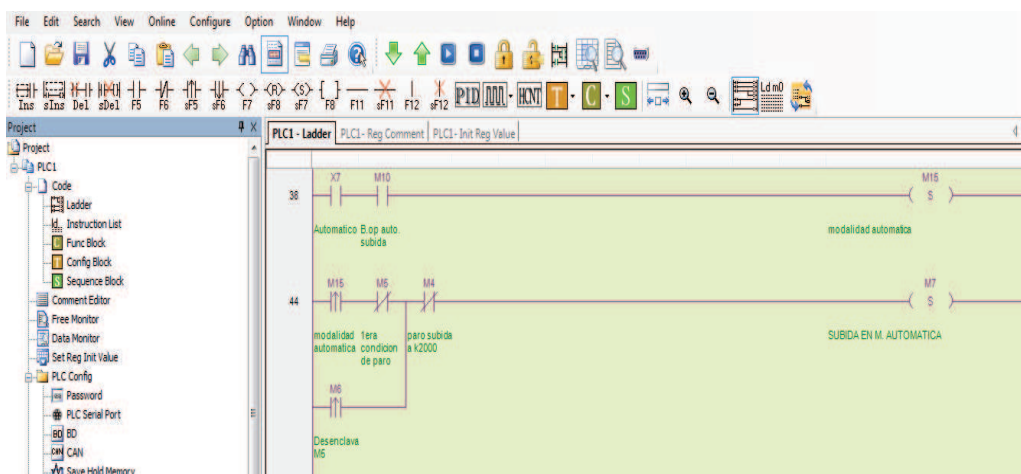 File Edit Search View Online Configure Option Window Help
Ins sIns Del sDel F5 F6 sF5 sF6 F7 sF8 sF7 F8 F11 sF11 F12 sF12 PID HCNT T C S Ld m0
Project
PLC1 - Ladder PLC1- Reg Comment PLC1- Init Reg Value
Project
PLC1
Code
Ladder
Instruction List
Func Block
Config Block
Sequence Block
Comment Editor
Free Monitor
Data Monitor
Set Reg Init Value
PLC Config
Password
PLC Serial Port
BD BD
CAN CAN
Save Hold Memory
X7 M10 M15
38 S
Automatico B.op auto. subida modalidad automatica
M15 M5 M4 M7
44 S
modalidad automatica 1era condicion de paro paro subida a k2000 SUBIDA EN M. AUTOMATICA
M6
Desenclava M5